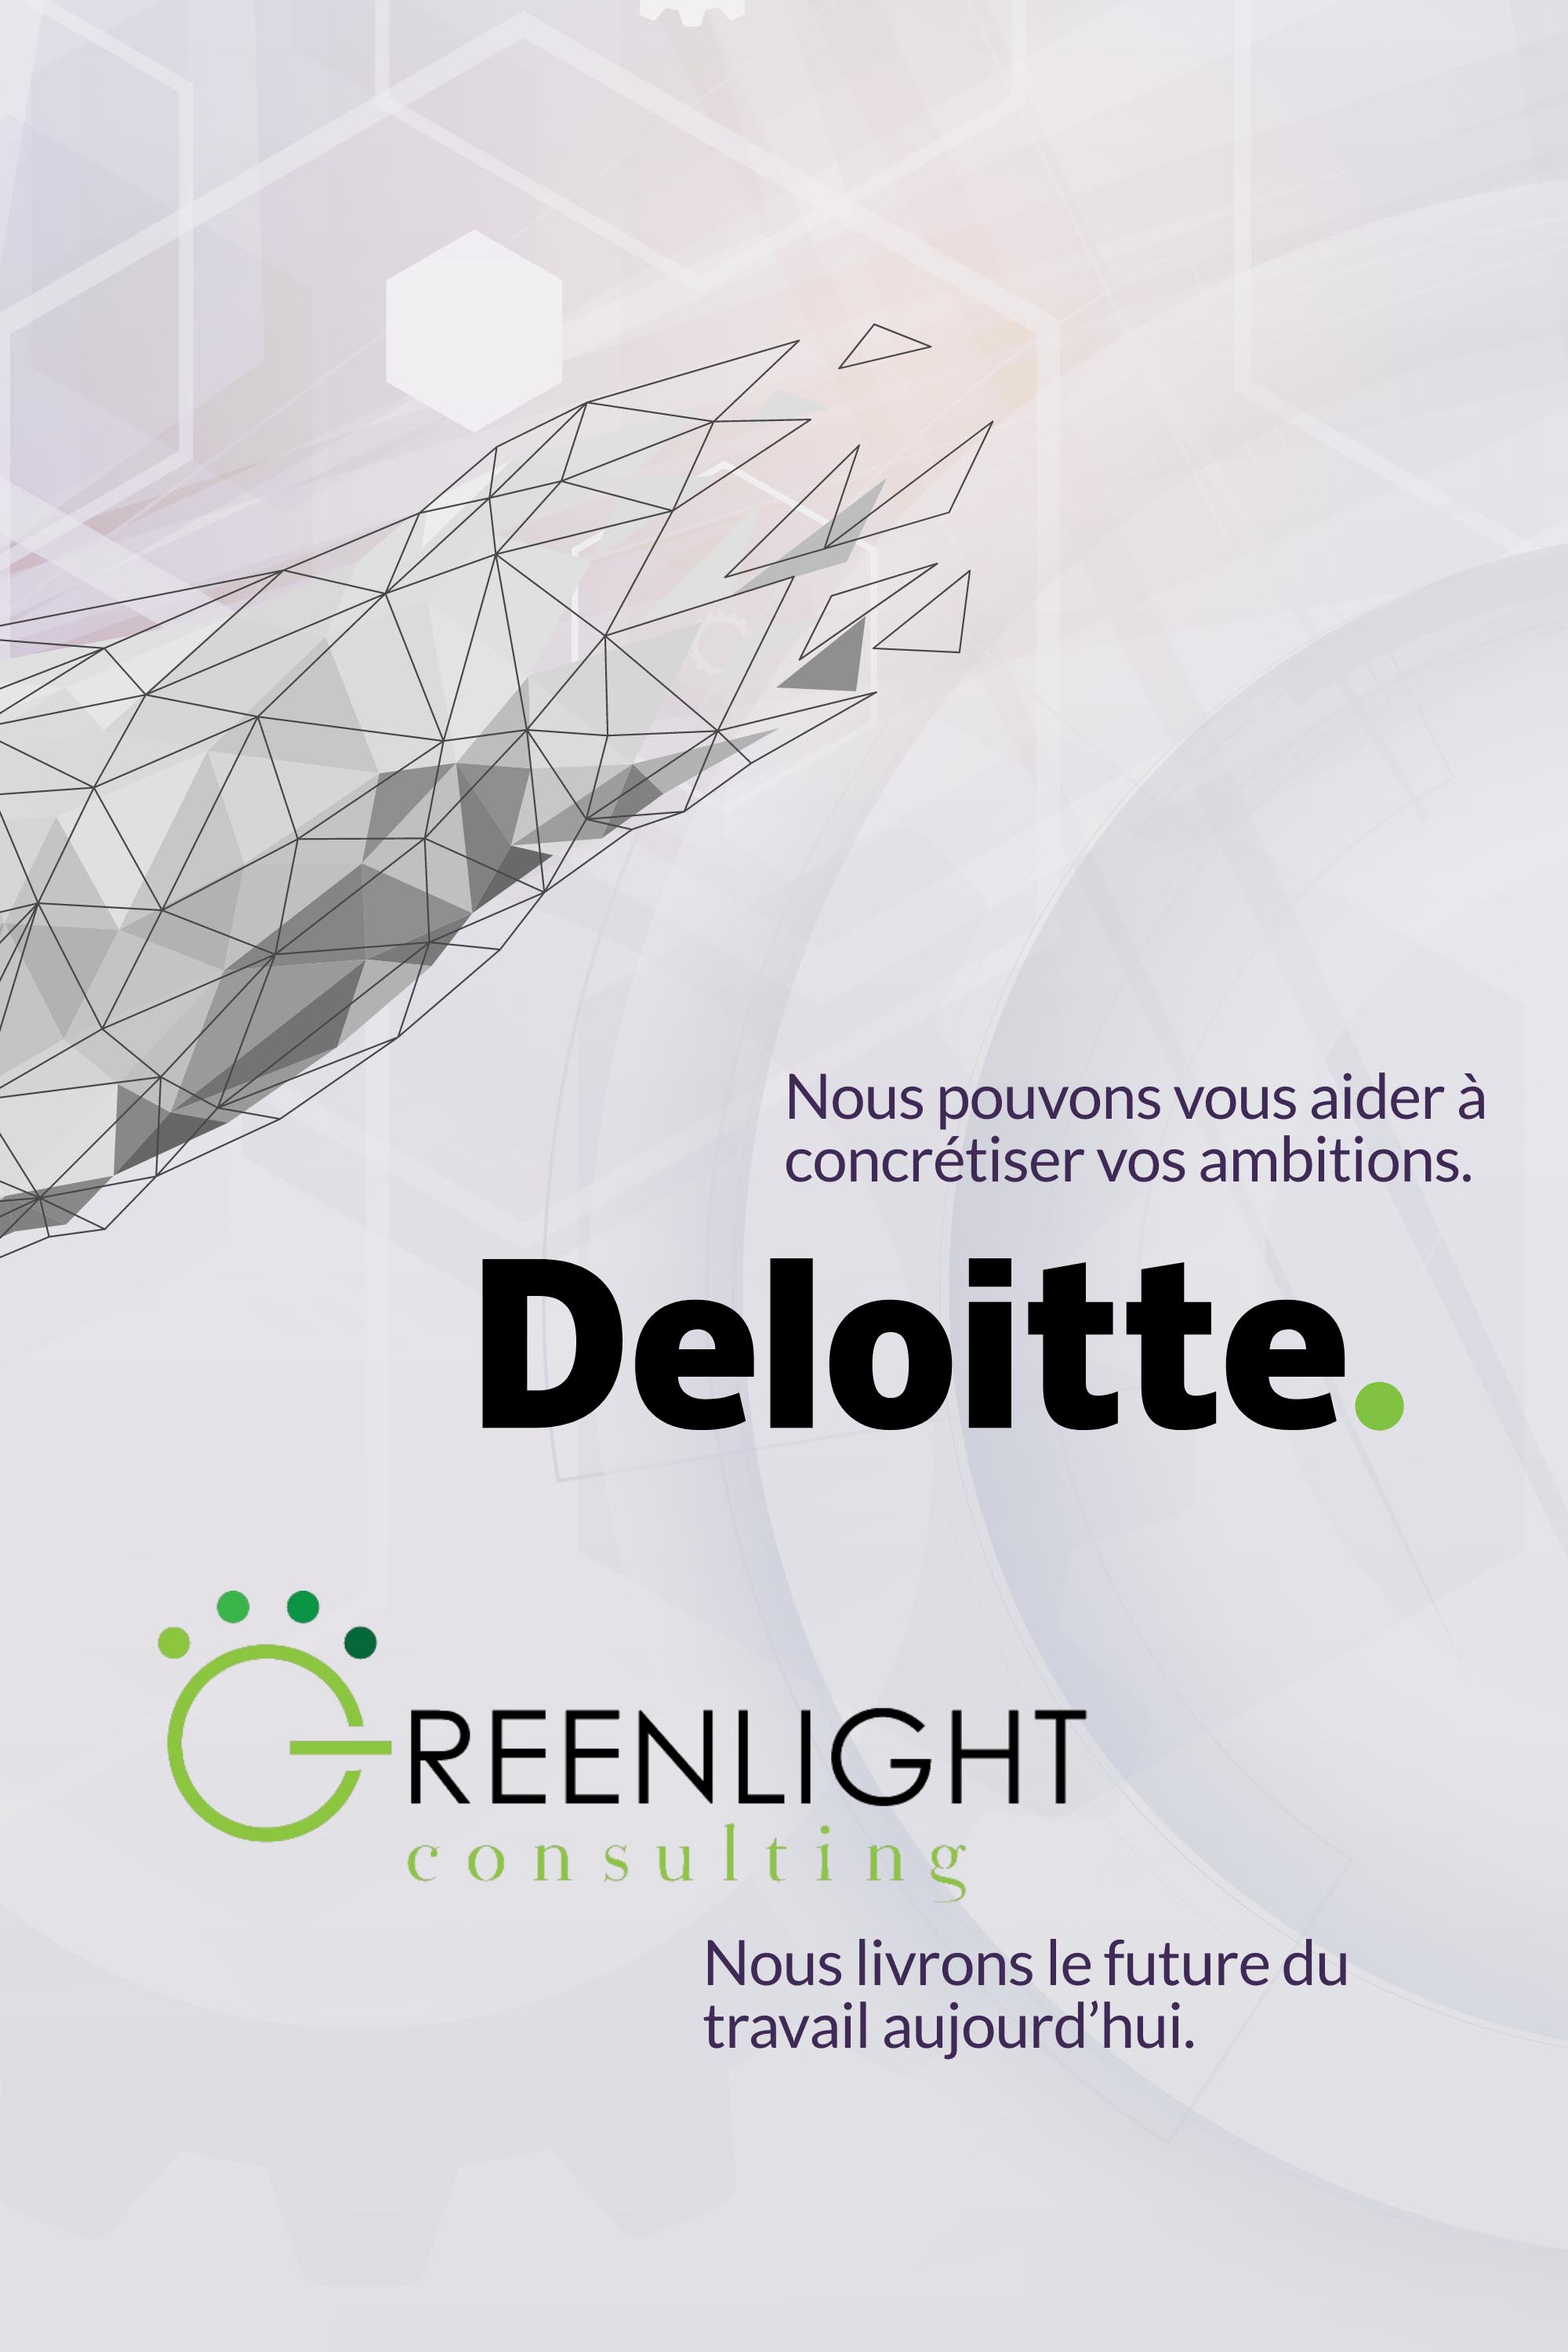 Nous pouvons vous aider à
concrétiser vos ambitions.
Deloitte.
GREENLIGHT
consulting
Nous livrons le future du
travail aujourd’hui.